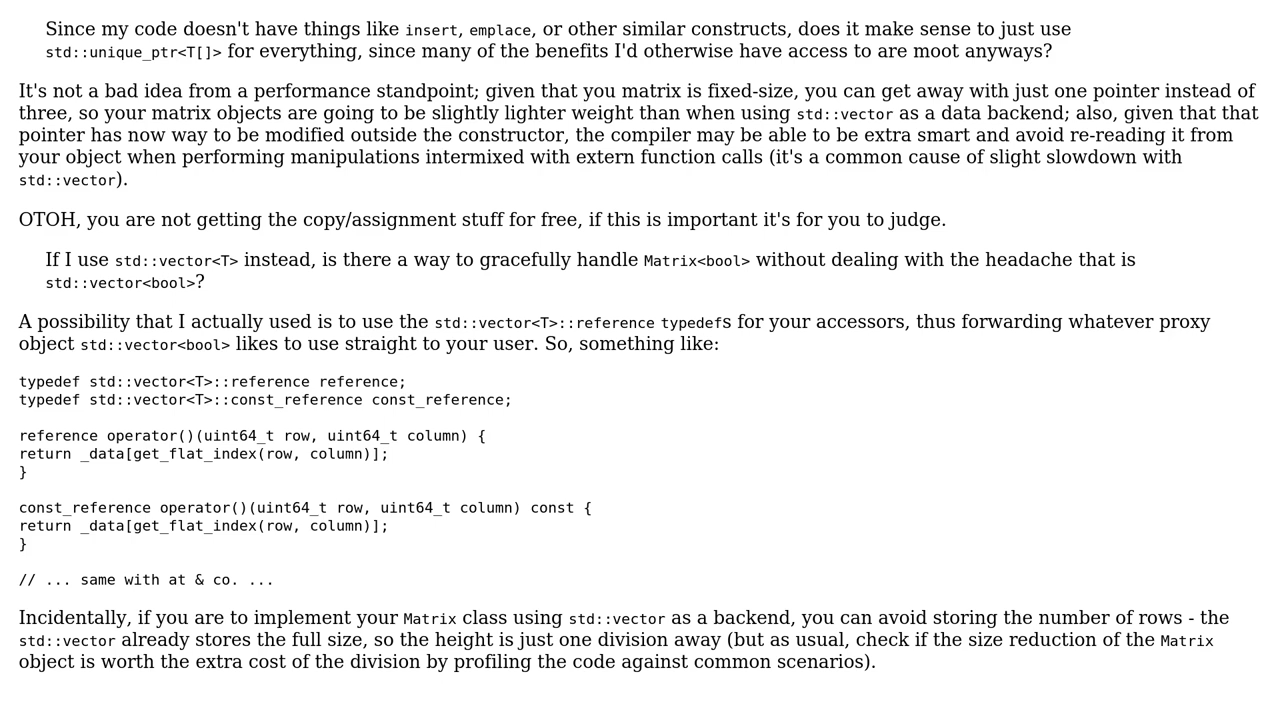 Since my code doesn't have things like insert, emplace, or other similar constructs, does it make sense to just use
std::unique_ptr<T[]> for everything, since many of the benefits I'd otherwise have access to are moot anyways?
It's not a bad idea from a performance standpoint; given that you matrix is fixed-size, you can get away with just one pointer instead of
three, so your matrix objects are going to be slightly lighter weight than when using std::vector as a data backend; also, given that that
pointer has now way to be modified outside the constructor, the compiler may be able to be extra smart and avoid re-reading it from
your object when performing manipulations intermixed with extern function calls (it's a common cause of slight slowdown with
std::vector).
OTOH, you are not getting the copy/assignment stuff for free, if this is important it's for you to judge.
If I use std::vector<T> instead, is there a way to gracefully handle Matrix<bool> without dealing with the headache that is
std::vector<bool>?
A possibility that I actually used is to use the std::vector<T>::reference typedefs for your accessors, thus forwarding whatever proxy
object std::vector<bool> likes to use straight to your user. So, something like:
typedef std::vector<T>::reference reference;
typedef std::vector<T>::const_reference const_reference;
reference operator()(uint64_t row, uint64_t column) {
return _data[get_flat_index(row, column)];
}
const_reference operator()(uint64_t row, uint64_t column) const {
return _data[get_flat_index(row, column)];
}
// ... same with at & co. ...
Incidentally, if you are to implement your Matrix class using std::vector as a backend, you can avoid storing the number of rows - the
std::vector already stores the full size, so the height is just one division away (but as usual, check if the size reduction of the Matrix
object is worth the extra cost of the division by profiling the code against common scenarios).